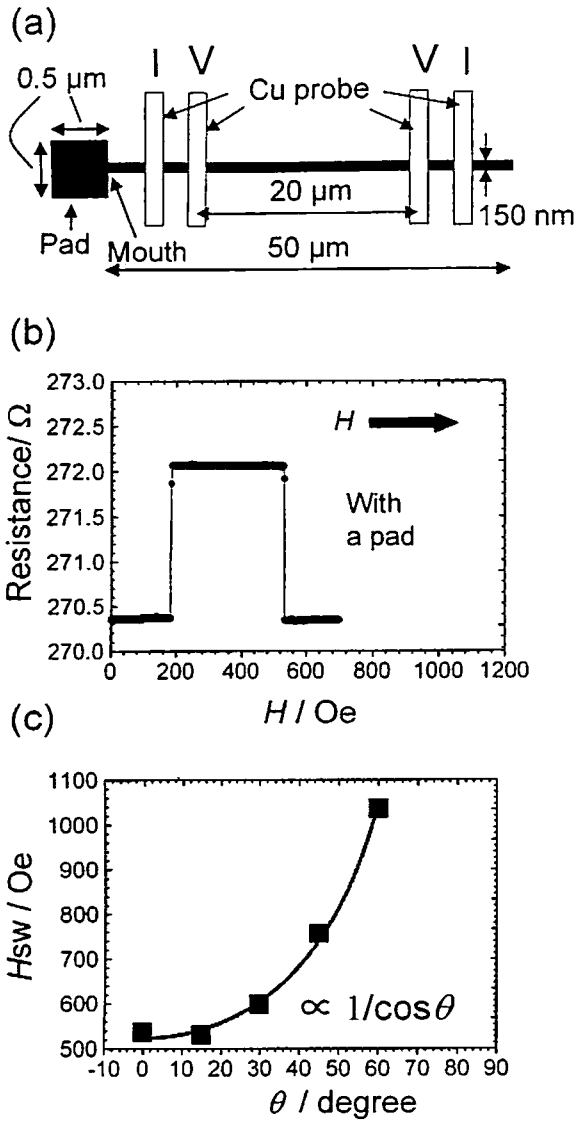 (a)
I V V I
0.5 μm
Cu probe
20 μm
150 nm
Pad
Mouth
50 μm
(b)
273.0
272.5
272.0
271.5
271.0
270.5
270.0
Resistance/ Ω
H
With
a pad
0 200 400 600 800 1000 1200
H / Oe
(c)
1100
1000
900
800
700
600
500
Hsw / Oe
∝ 1/cosθ
-10 0 10 20 30 40 50 60 70 80 90
θ / degree